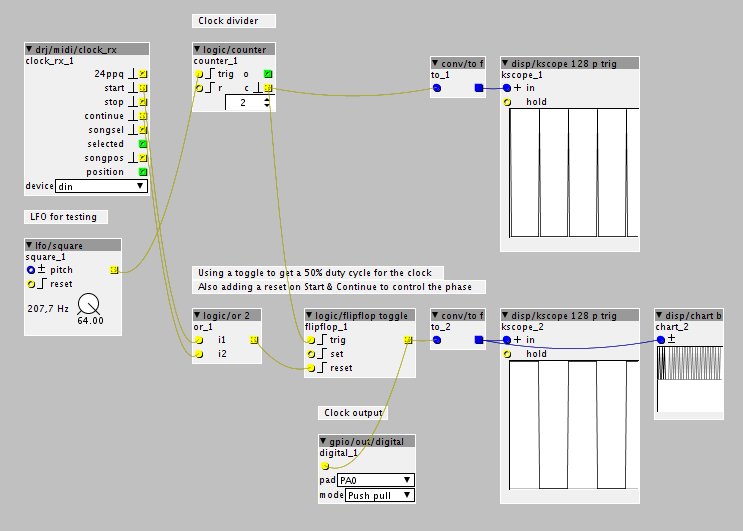 Clock divider
drj/midi/clock_rx
clock_rx_1
24ppq
start
stop
continue
songsel
selected
songpos
position
device din
logic/counter
counter_1
trig o
r c
2
conv/to f
to_1
disp/kscope 128 p trig
kscope_1
+ in
hold
LFO for testing
lfo/square
square_1
± pitch
reset
207,7 Hz
64.00
Using a toggle to get a 50% duty cycle for the clock
Also adding a reset on Start & Continue to control the phase
logic/or 2
or_1
i1
i2
logic/flipflop toggle
flipflop_1
trig
set
reset
conv/to f
to_2
disp/kscope 128 p trig
kscope_2
+ in
hold
disp/chart b
chart_2
±
Clock output
gpio/out/digital
digital_1
pad PA0
mode Push pull